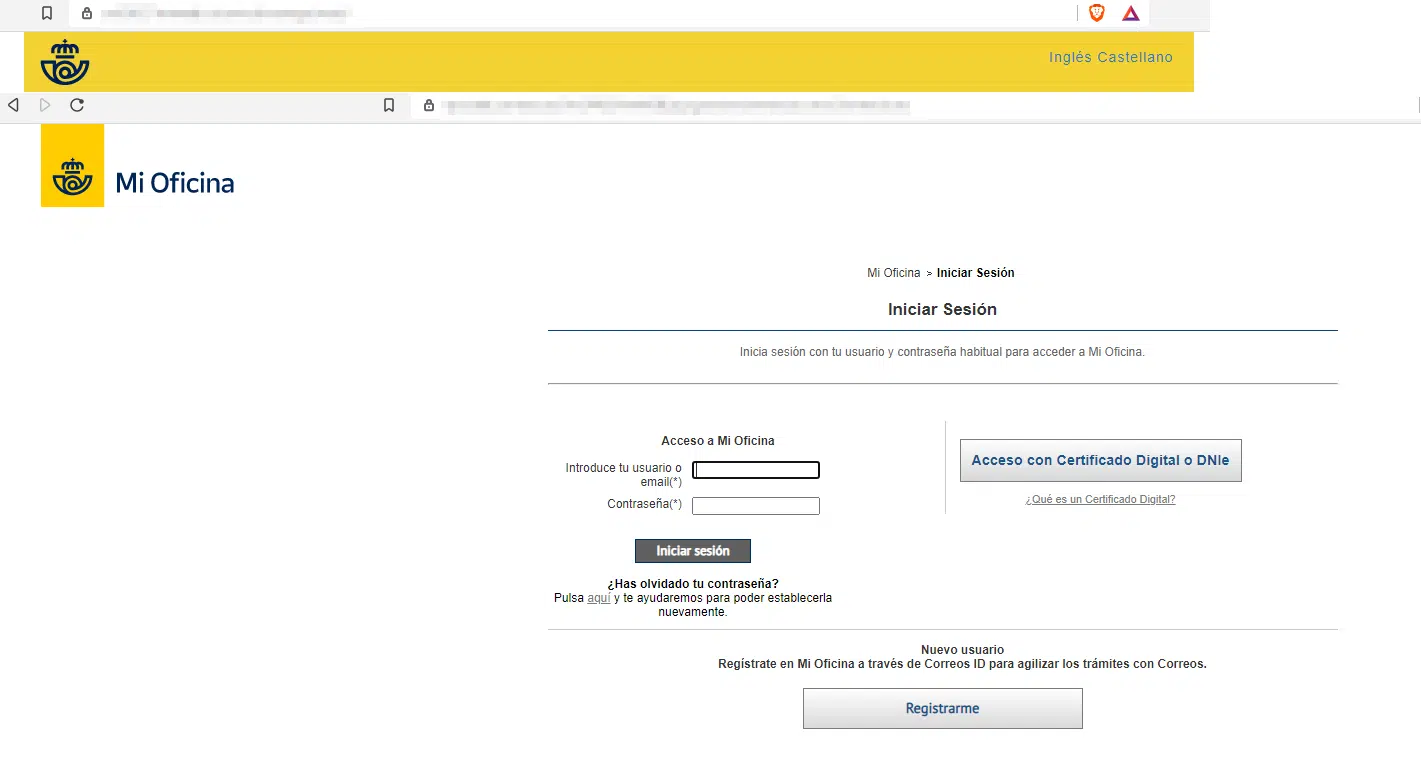 Inglés Castellano
Mi Oficina
Mi Oficina > Iniciar Sesión
Iniciar Sesión
Inicia sesión con tu usuario y contraseña habitual para acceder a Mi Oficina.
Acceso a Mi Oficina
Introduce tu usuario o
email(*)
Contraseña(*)
Iniciar sesión
¿Has olvidado tu contraseña?
Pulsa aquí y te ayudaremos para poder establecerla
nuevamente.
Acceso con Certificado Digital o DNIe
¿Qué es un Certificado Digital?
Nuevo usuario
Regístrate en Mi Oficina a través de Correos ID para agilizar los trámites con Correos.
Registrarme